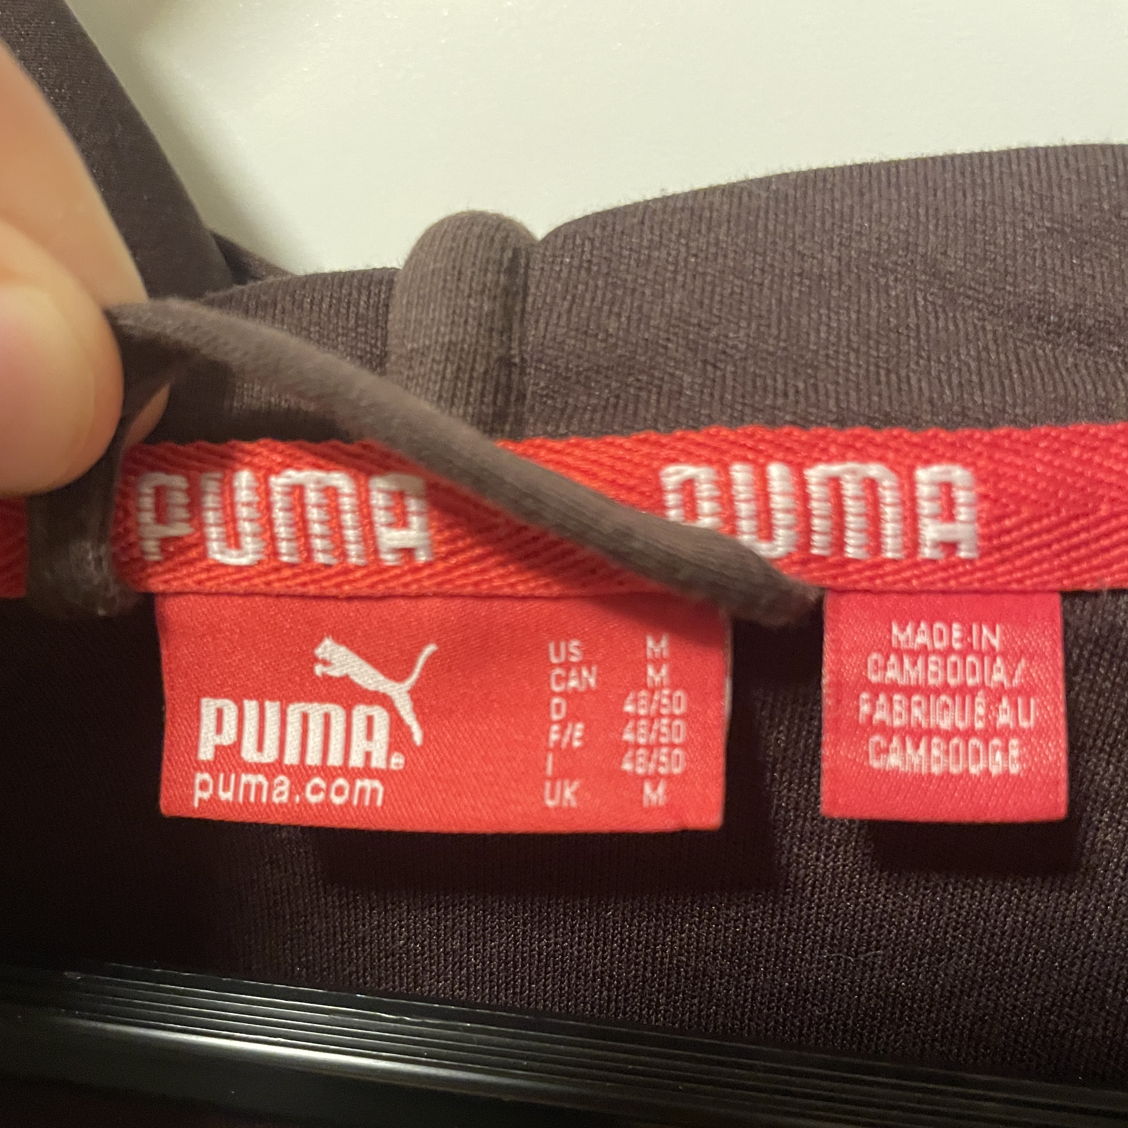 PUMA PUMA
PUMA®
puma.com
US M
CAN M
D 48/50
F/E 48/50
I 48/50
UK M
MADE IN
CAMBODIA/
FABRIQUÉ AU
CAMBODGE